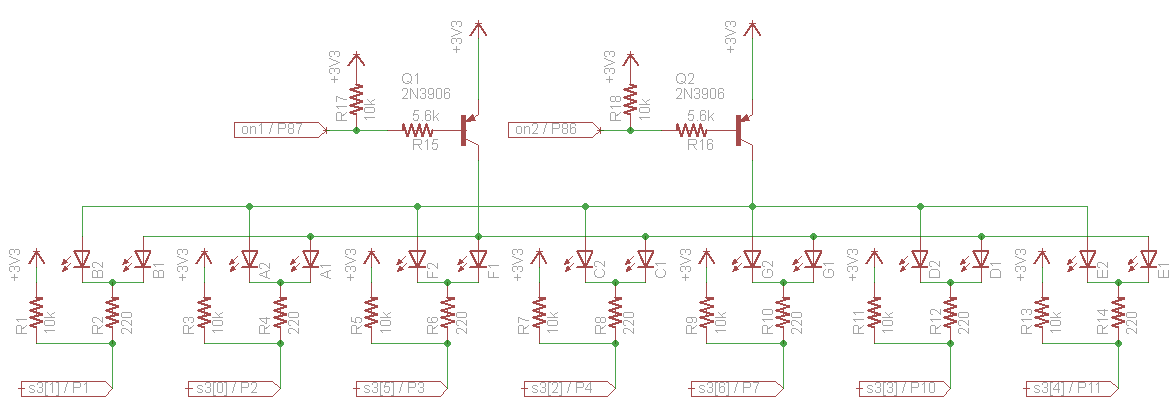 +3V3
+3V3
+3V3
+3V3
Q1
2N3906
Q2
2N3906
R17
10k
R18
10k
5.6k
R15
5.6k
R16
on1 / P87
on2 / P86
+3V3
B2
B1
+3V3
A2
A1
+3V3
F2
F1
+3V3
C2
C1
+3V3
G2
G1
+3V3
D2
D1
+3V3
E2
E1
R1
10k
R2
220
R3
10k
R4
220
R5
10k
R6
220
R7
10k
R8
220
R9
10k
R10
220
R11
10k
R12
220
R13
10k
R14
220
s3[1] / P1
s3[0] / P2
s3[5] / P3
s3[2] / P4
s3[6] / P7
s3[3] / P10
s3[4] / P11